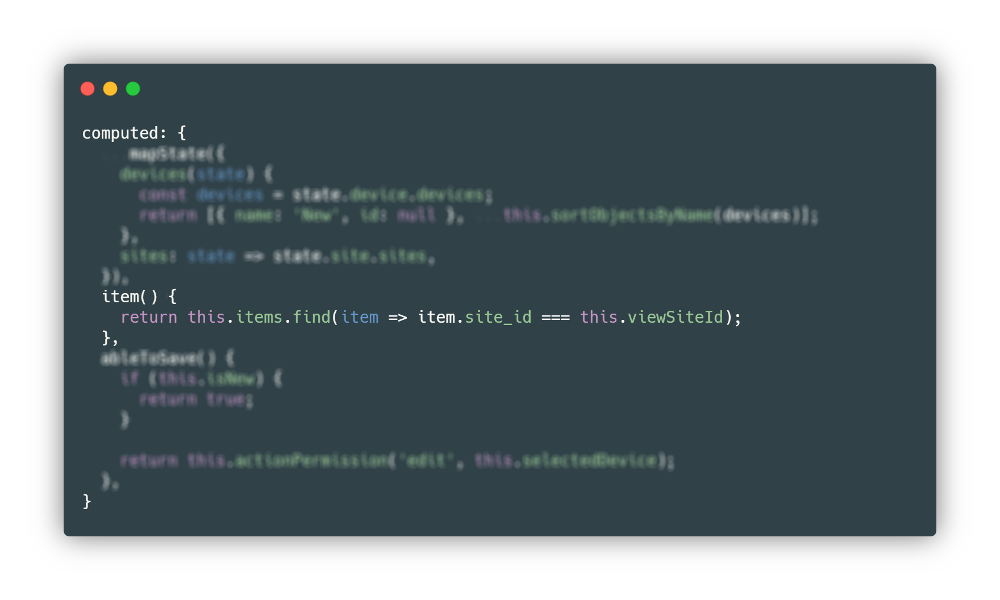 computed: {
...mapState({
devices(state) {
const devices = state.device.devices;
return [{ name: 'New', id: null }, ...this.sortObjectsByName(devices)];
},
sites: state => state.site.sites,
}),
item() {
return this.items.find(item => item.site_id === this.viewSiteId);
},
ableToSave() {
if (this.isNew) {
return true;
}
return this.actionPermission('edit', this.selectedDevice);
},
}